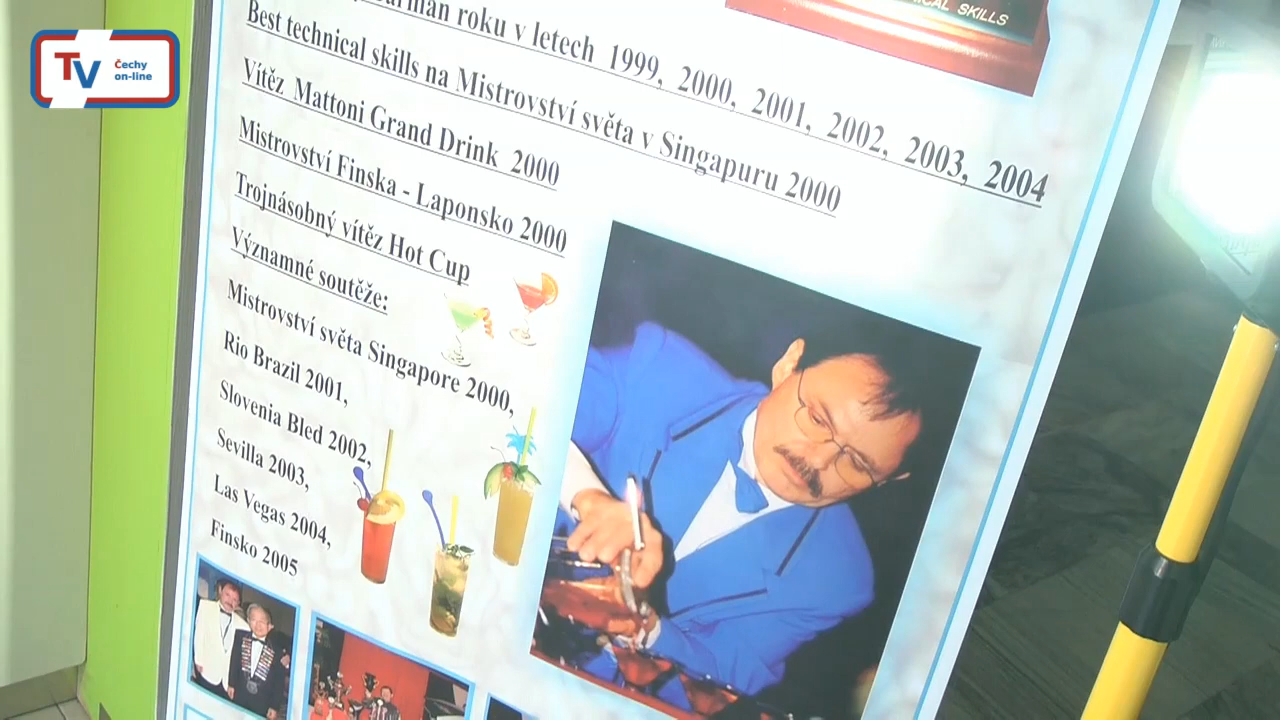 TV Čechy
on-line
SKILLS
roku v letech 1999, 2000, 2001, 2002, 2003, 2004
Best technical skills na Mistrovství světa v Singapuru 2000
Vítěz Mattoni Grand Drink 2000
Mistrovství Finska - Laponsko 2000
Trojnásobný vítěz Hot Cup
Významné soutěže:
Mistrovství světa Singapore 2000,
Rio Brazil 2001,
Slovenia Bled 2002,
Sevilla 2003,
Las Vegas 2004,
Finsko 2005